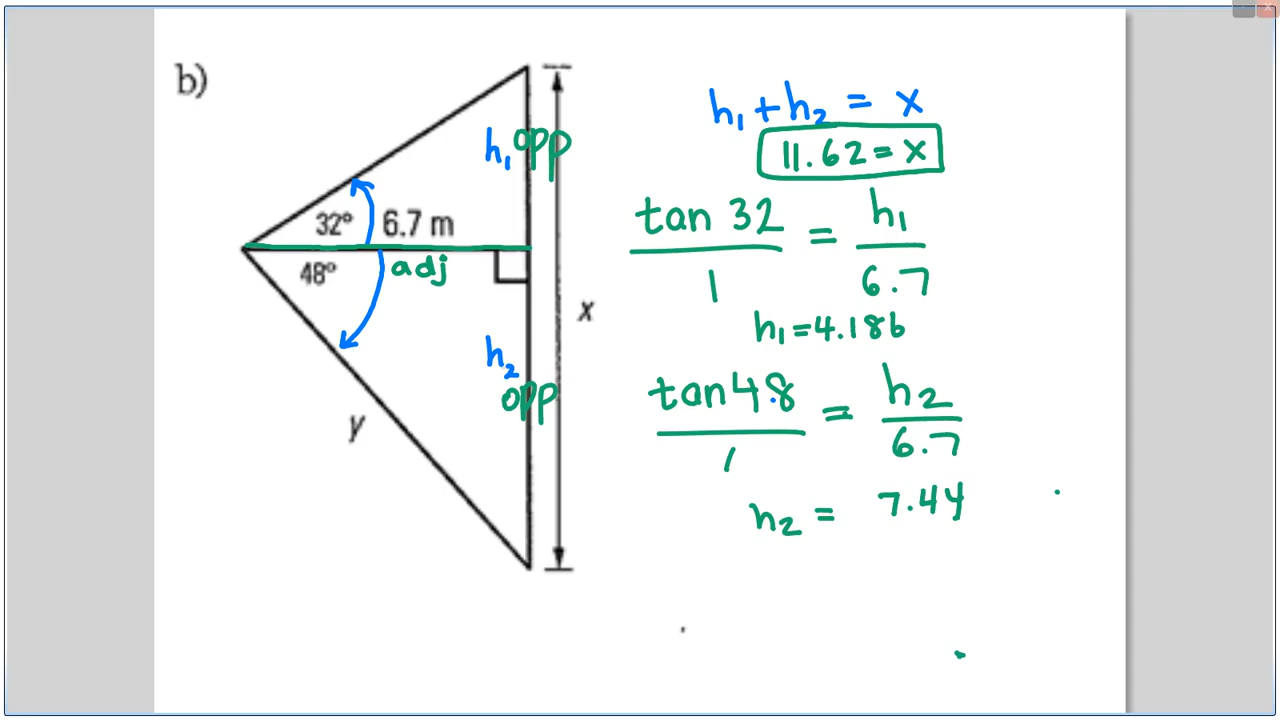 b)
h₁ + h₂ = x
11.62 = x
h₁ opp
32° 6.7 m
tan 32 / 1 = h₁ / 6.7
48° adj
x
h₁ = 4.186
h₂
opp
tan 48 / 1 = h₂ / 6.7
y
h₂ = 7.44